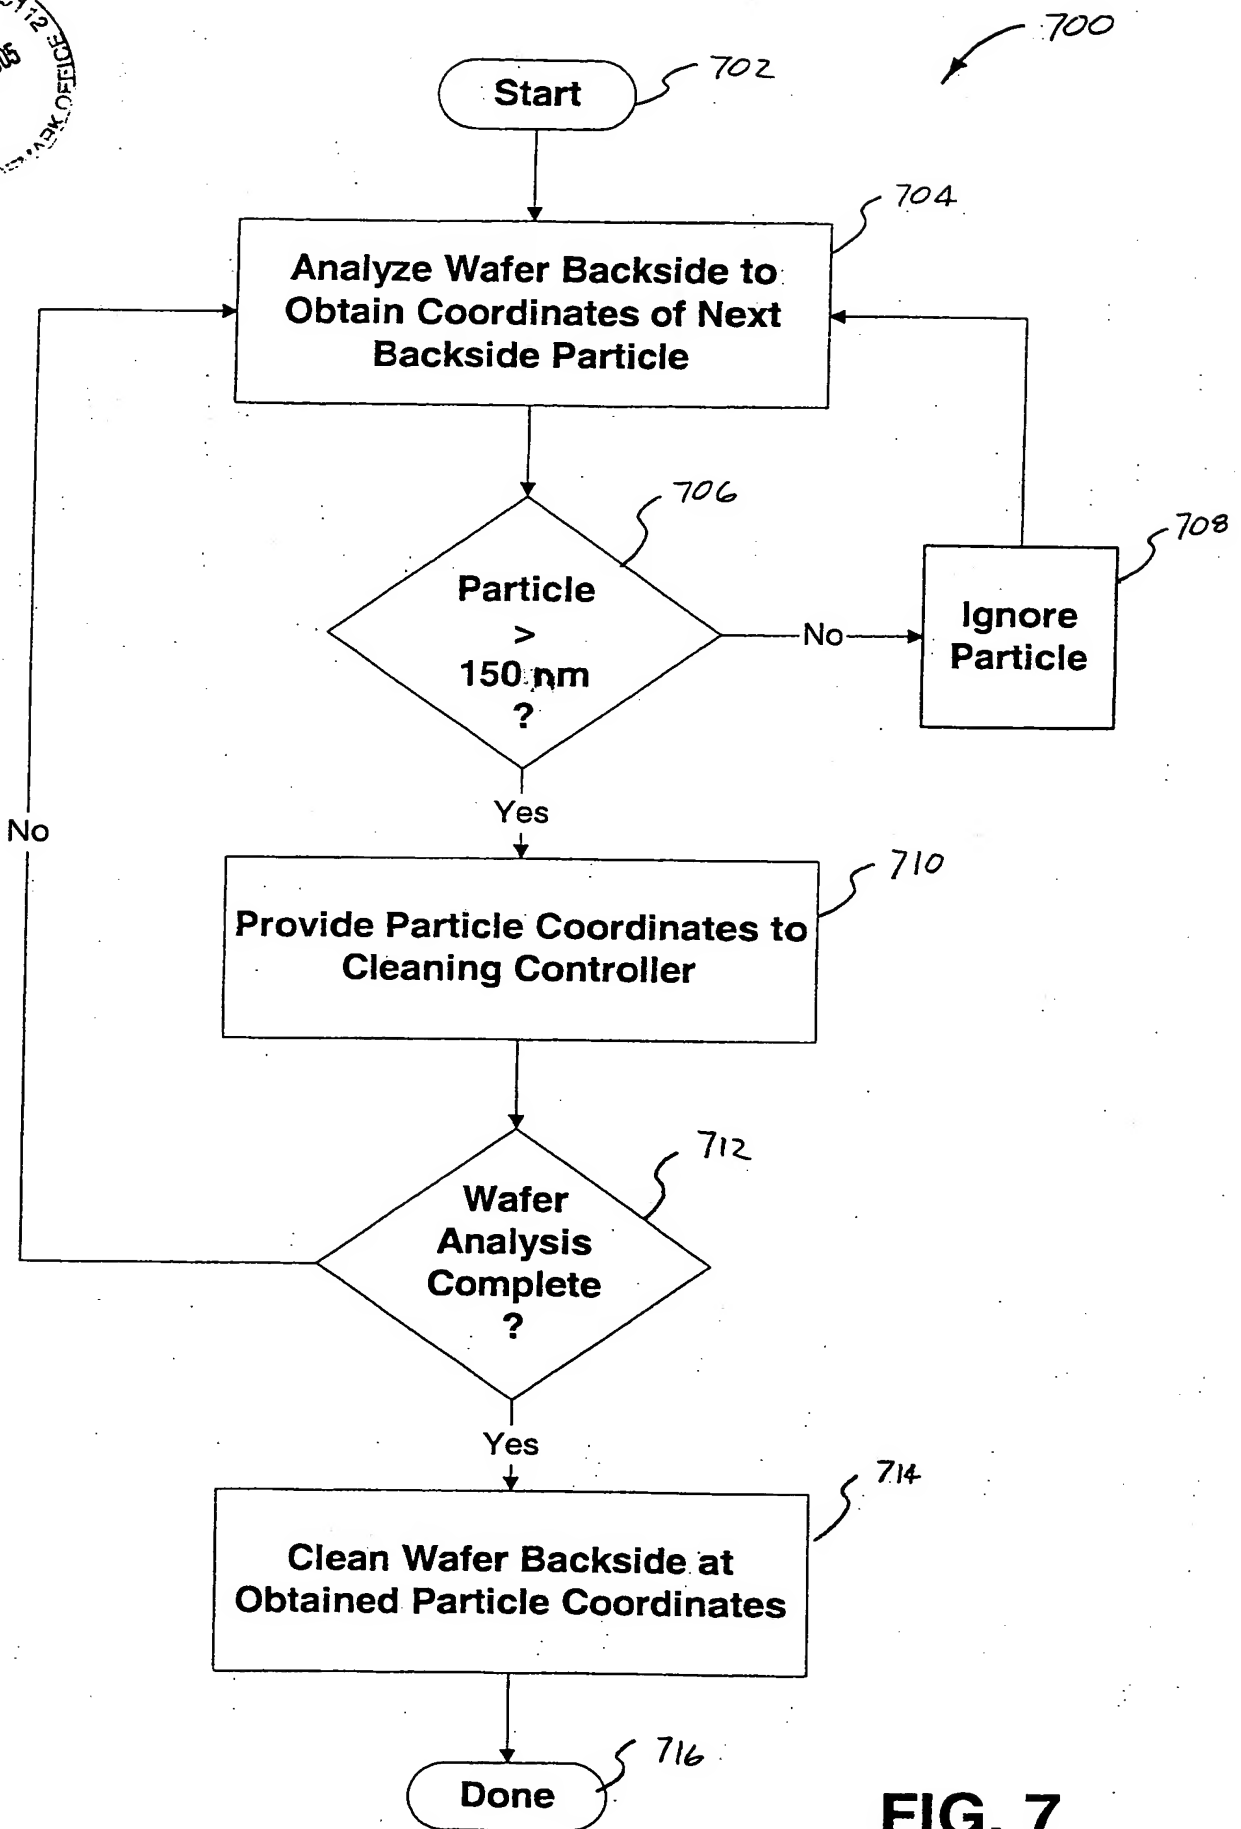 700
Start
702
704
Analyze Wafer Backside to
Obtain Coordinates of Next
Backside Particle
706
Particle
>
150 nm
?
No
708
Ignore
Particle
Yes
No
710
Provide Particle Coordinates to
Cleaning Controller
712
Wafer
Analysis
Complete
?
Yes
714
Clean Wafer Backside at
Obtained Particle Coordinates
716
Done
FIG. 7